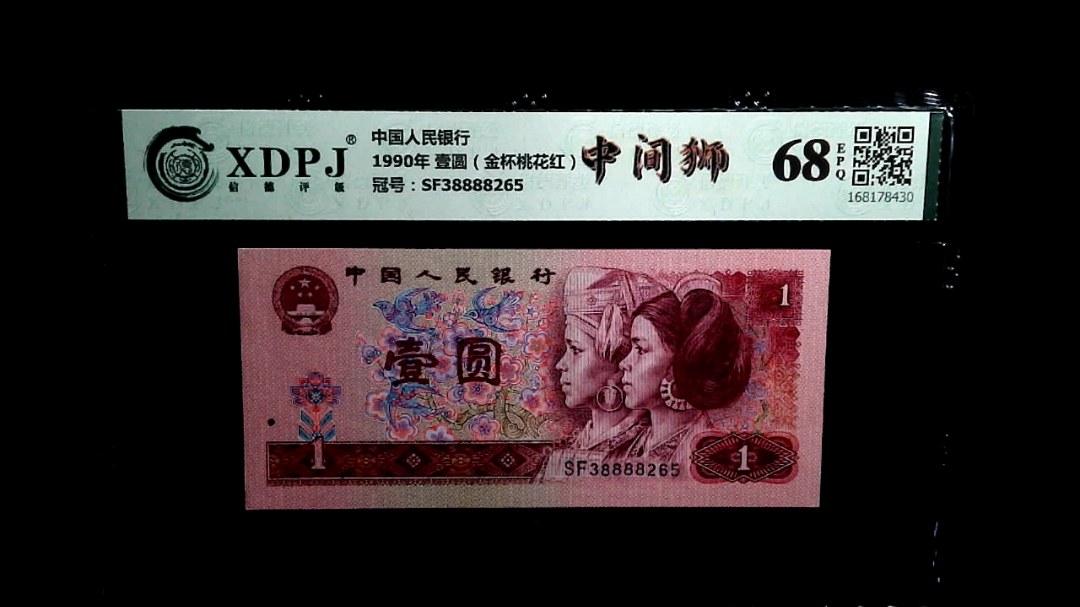 XDPJ®
信德评级
中国人民银行
1990年 壹圆（金杯桃花红）
冠号：SF38888265
中间狮
68
EPQ
168178430
中国人民银行
1
壹圆
1
SF38888265
1